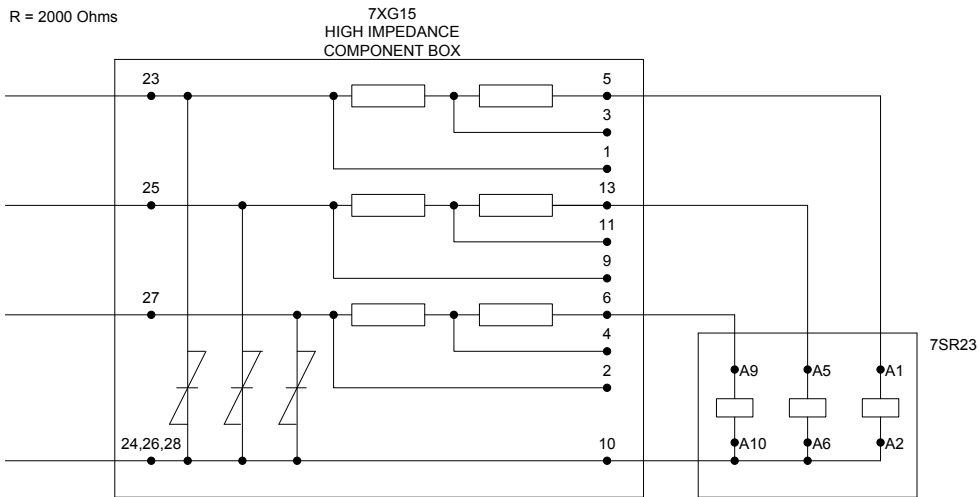 R = 2000 Ohms
7XG15
HIGH IMPEDANCE
COMPONENT BOX
23
5
3
1
25
13
11
9
27
6
4
2
7SR23
A9
A5
A1
24,26,28
10
A10
A6
A2